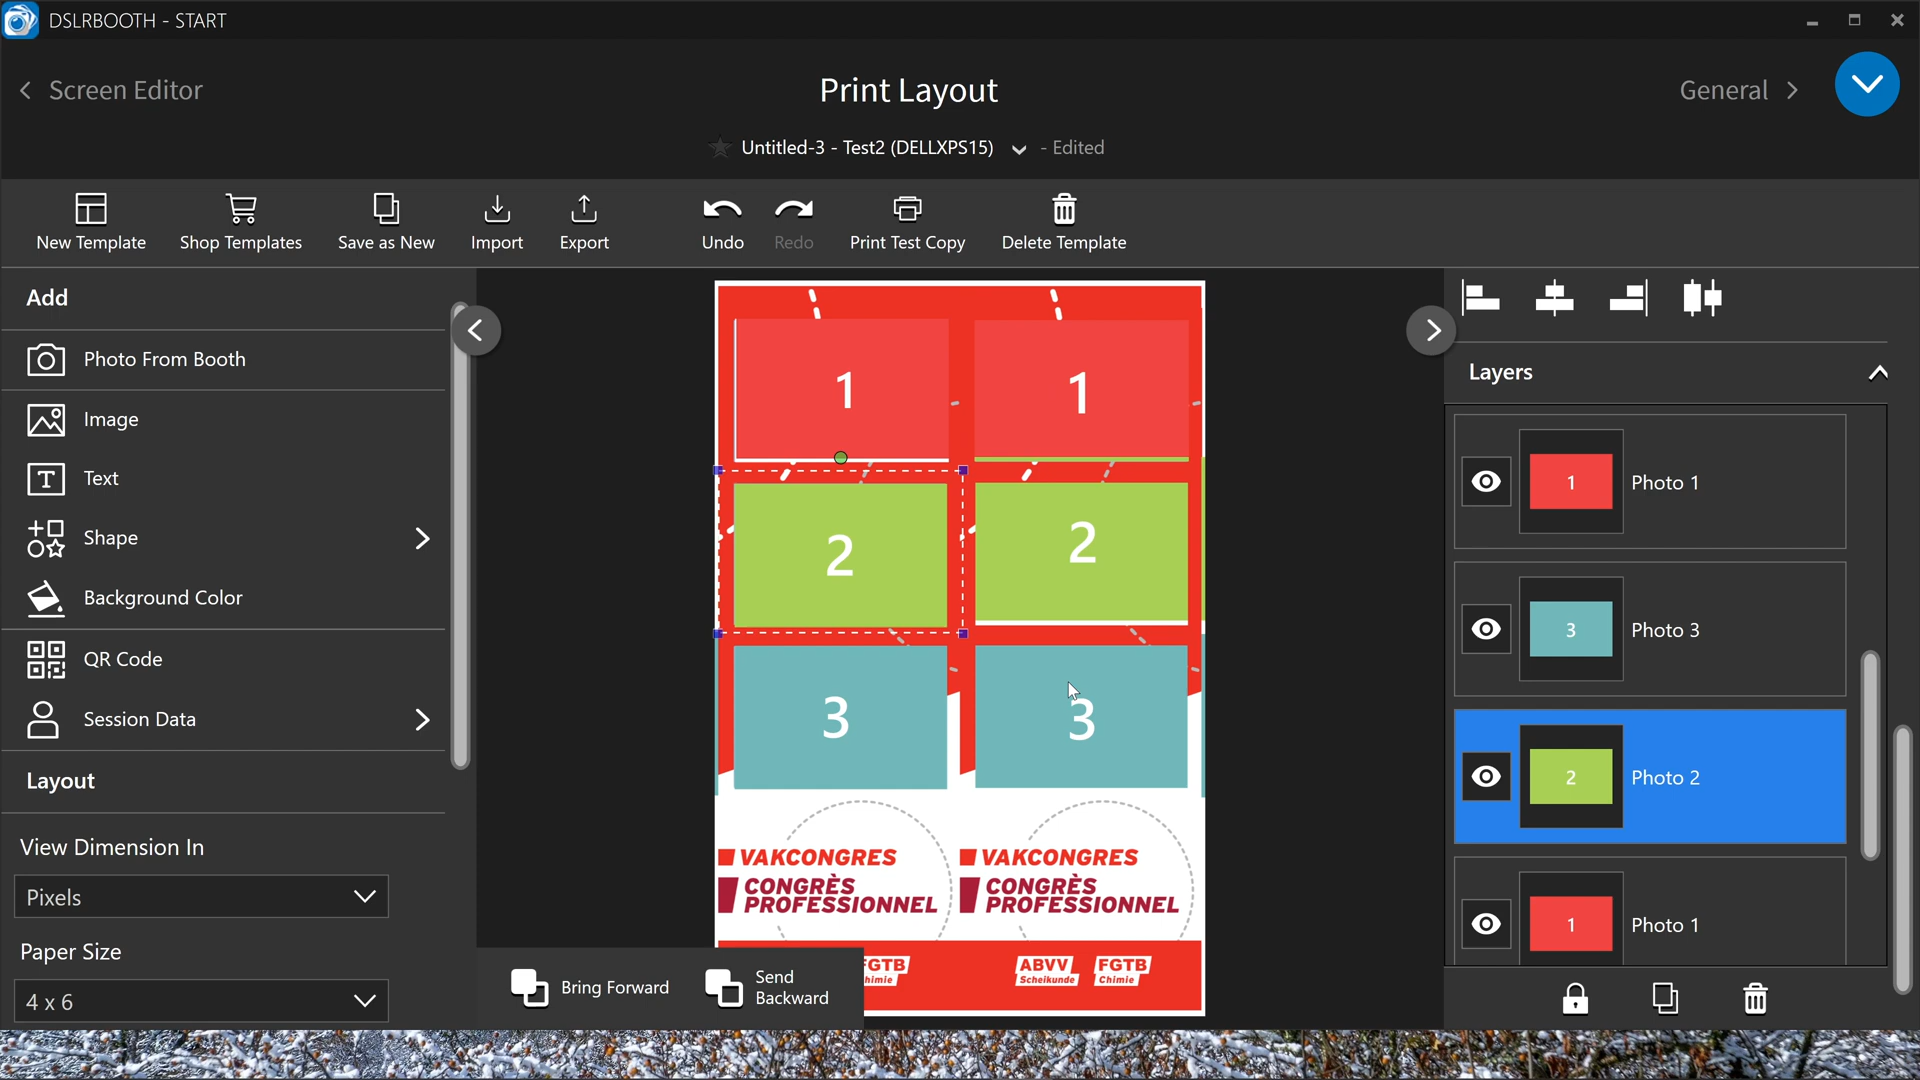 DSLRBOOTH - START
Screen Editor
Print Layout
General
Untitled-3 - Test2 (DELLXPS15) - Edited
New Template
Shop Templates
Save as New
Import
Export
Undo
Redo
Print Test Copy
Delete Template
Add
Photo From Booth
Image
Text
Shape
Background Color
QR Code
Session Data
Layout
View Dimension In
Pixels
Paper Size
4 x 6
1 1
2 2
3 3
VAKCONGRES
CONGRÈS
PROFESSIONNEL
VAKCONGRES
CONGRÈS
PROFESSIONNEL
FGTB
ABVV
Scheikunde
FGTB
Chimie
Bring Forward
Send
Backward
Layers
1 Photo 1
3 Photo 3
2 Photo 2
1 Photo 1